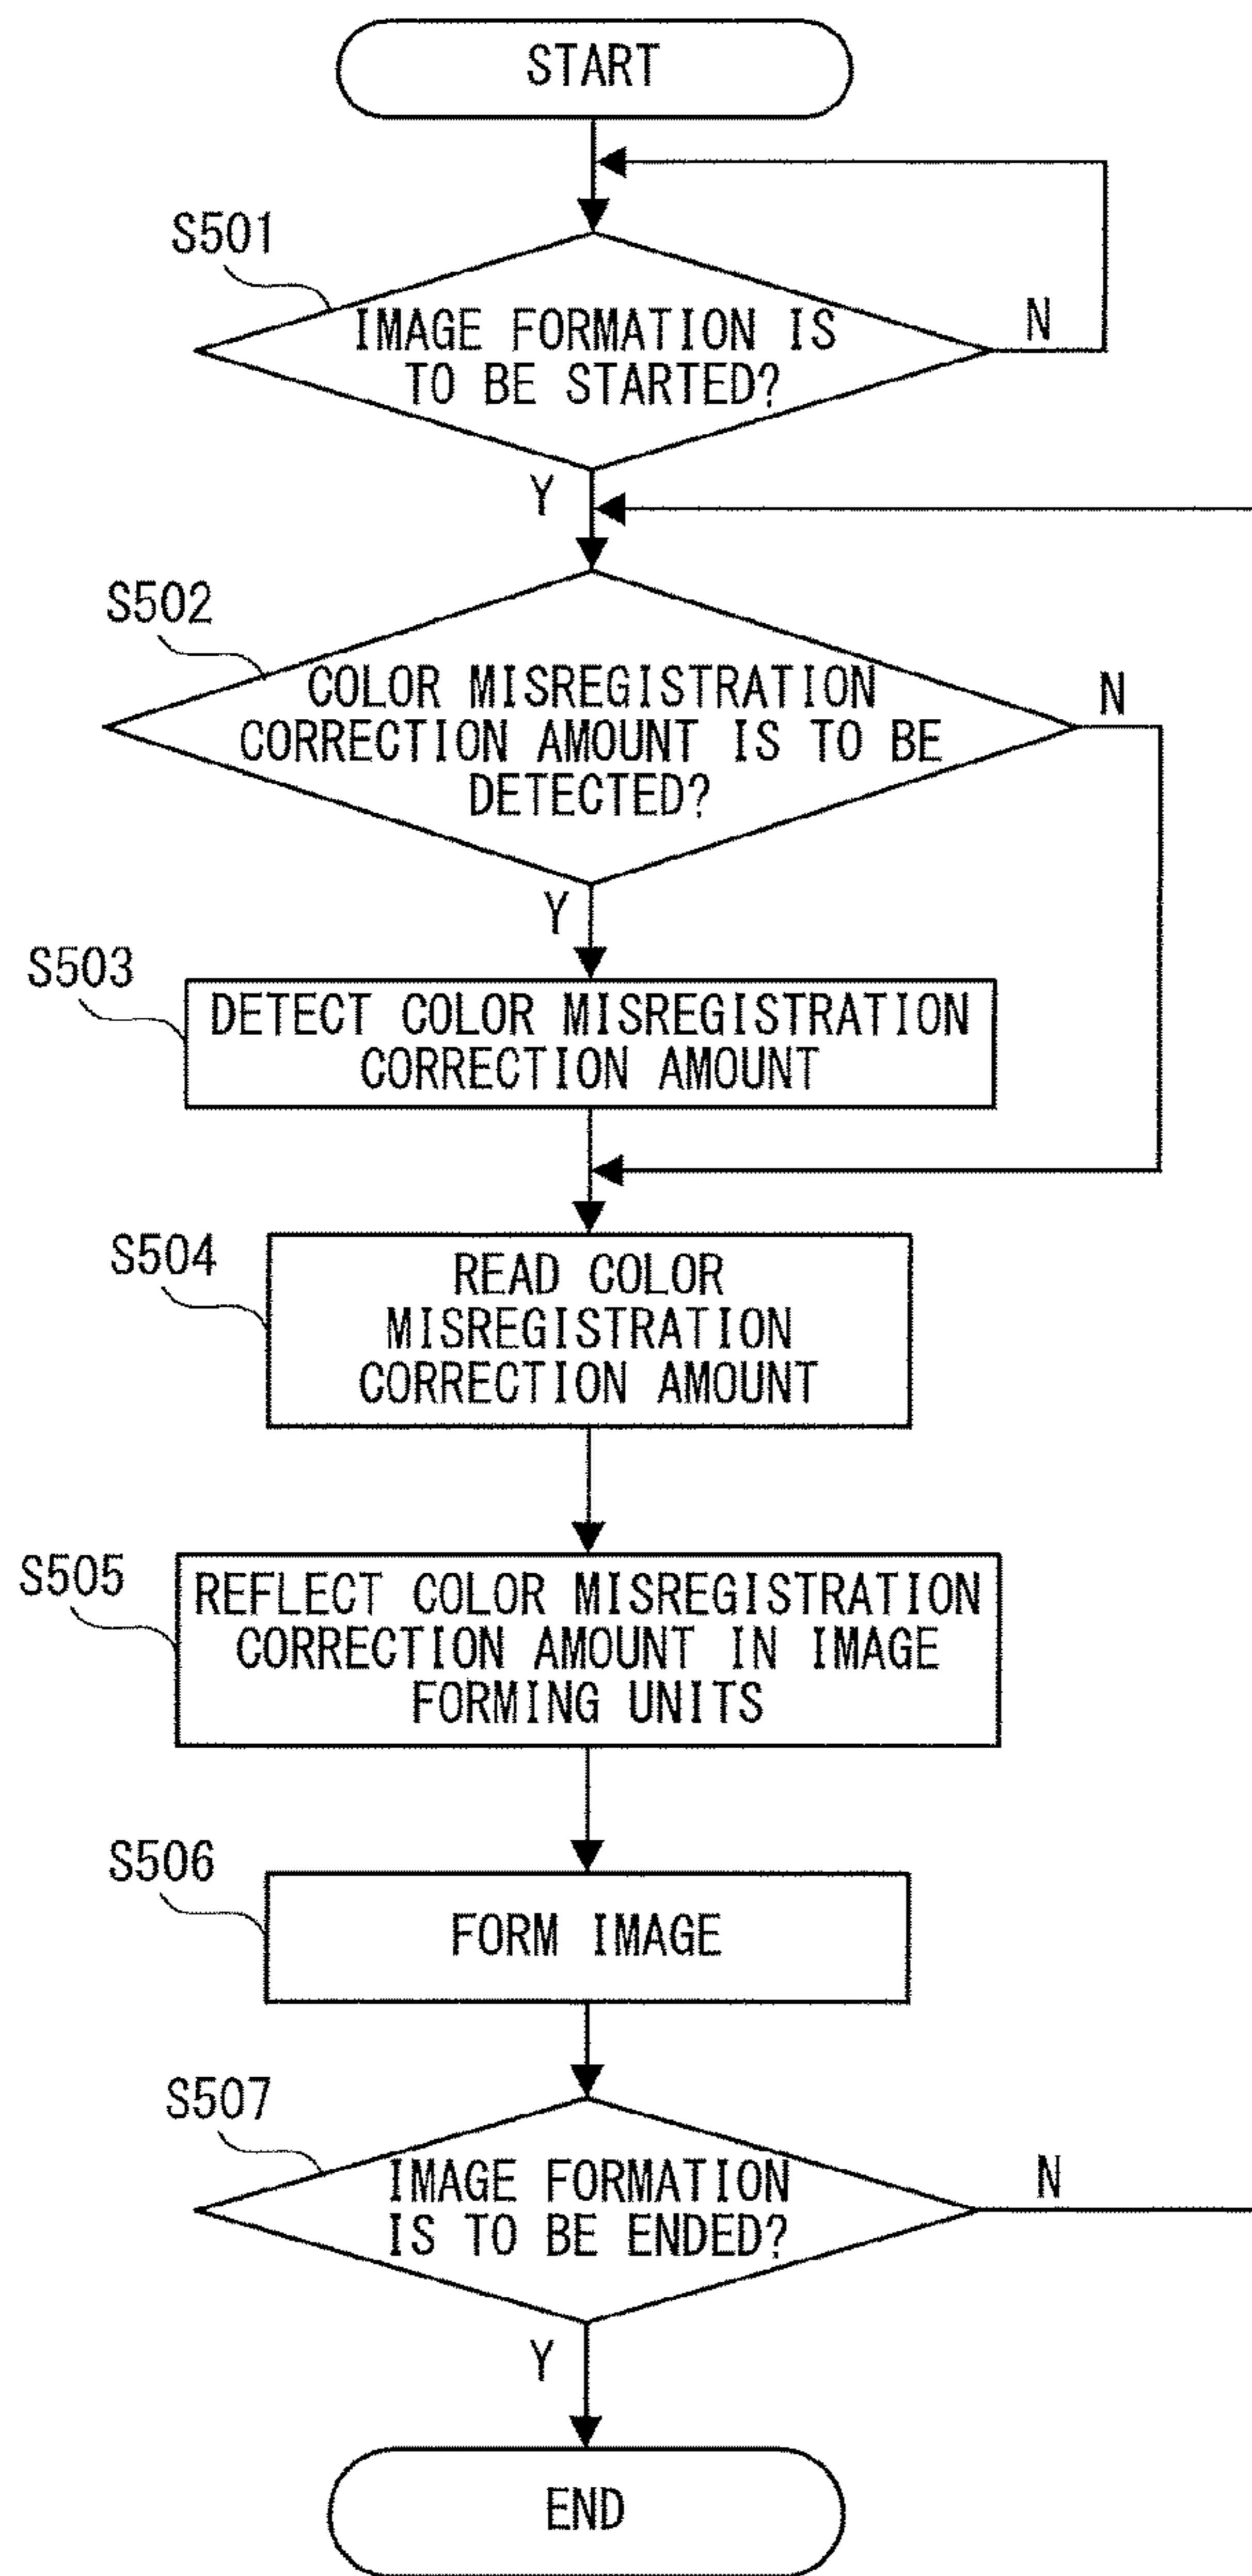 START
S501
IMAGE FORMATION IS
TO BE STARTED?
N
Y
S502
COLOR MISREGISTRATION
CORRECTION AMOUNT IS TO BE
DETECTED?
N
Y
S503
DETECT COLOR MISREGISTRATION
CORRECTION AMOUNT
S504
READ COLOR
MISREGISTRATION
CORRECTION AMOUNT
S505
REFLECT COLOR MISREGISTRATION
CORRECTION AMOUNT IN IMAGE
FORMING UNITS
S506
FORM IMAGE
S507
IMAGE FORMATION
IS TO BE ENDED?
N
Y
END